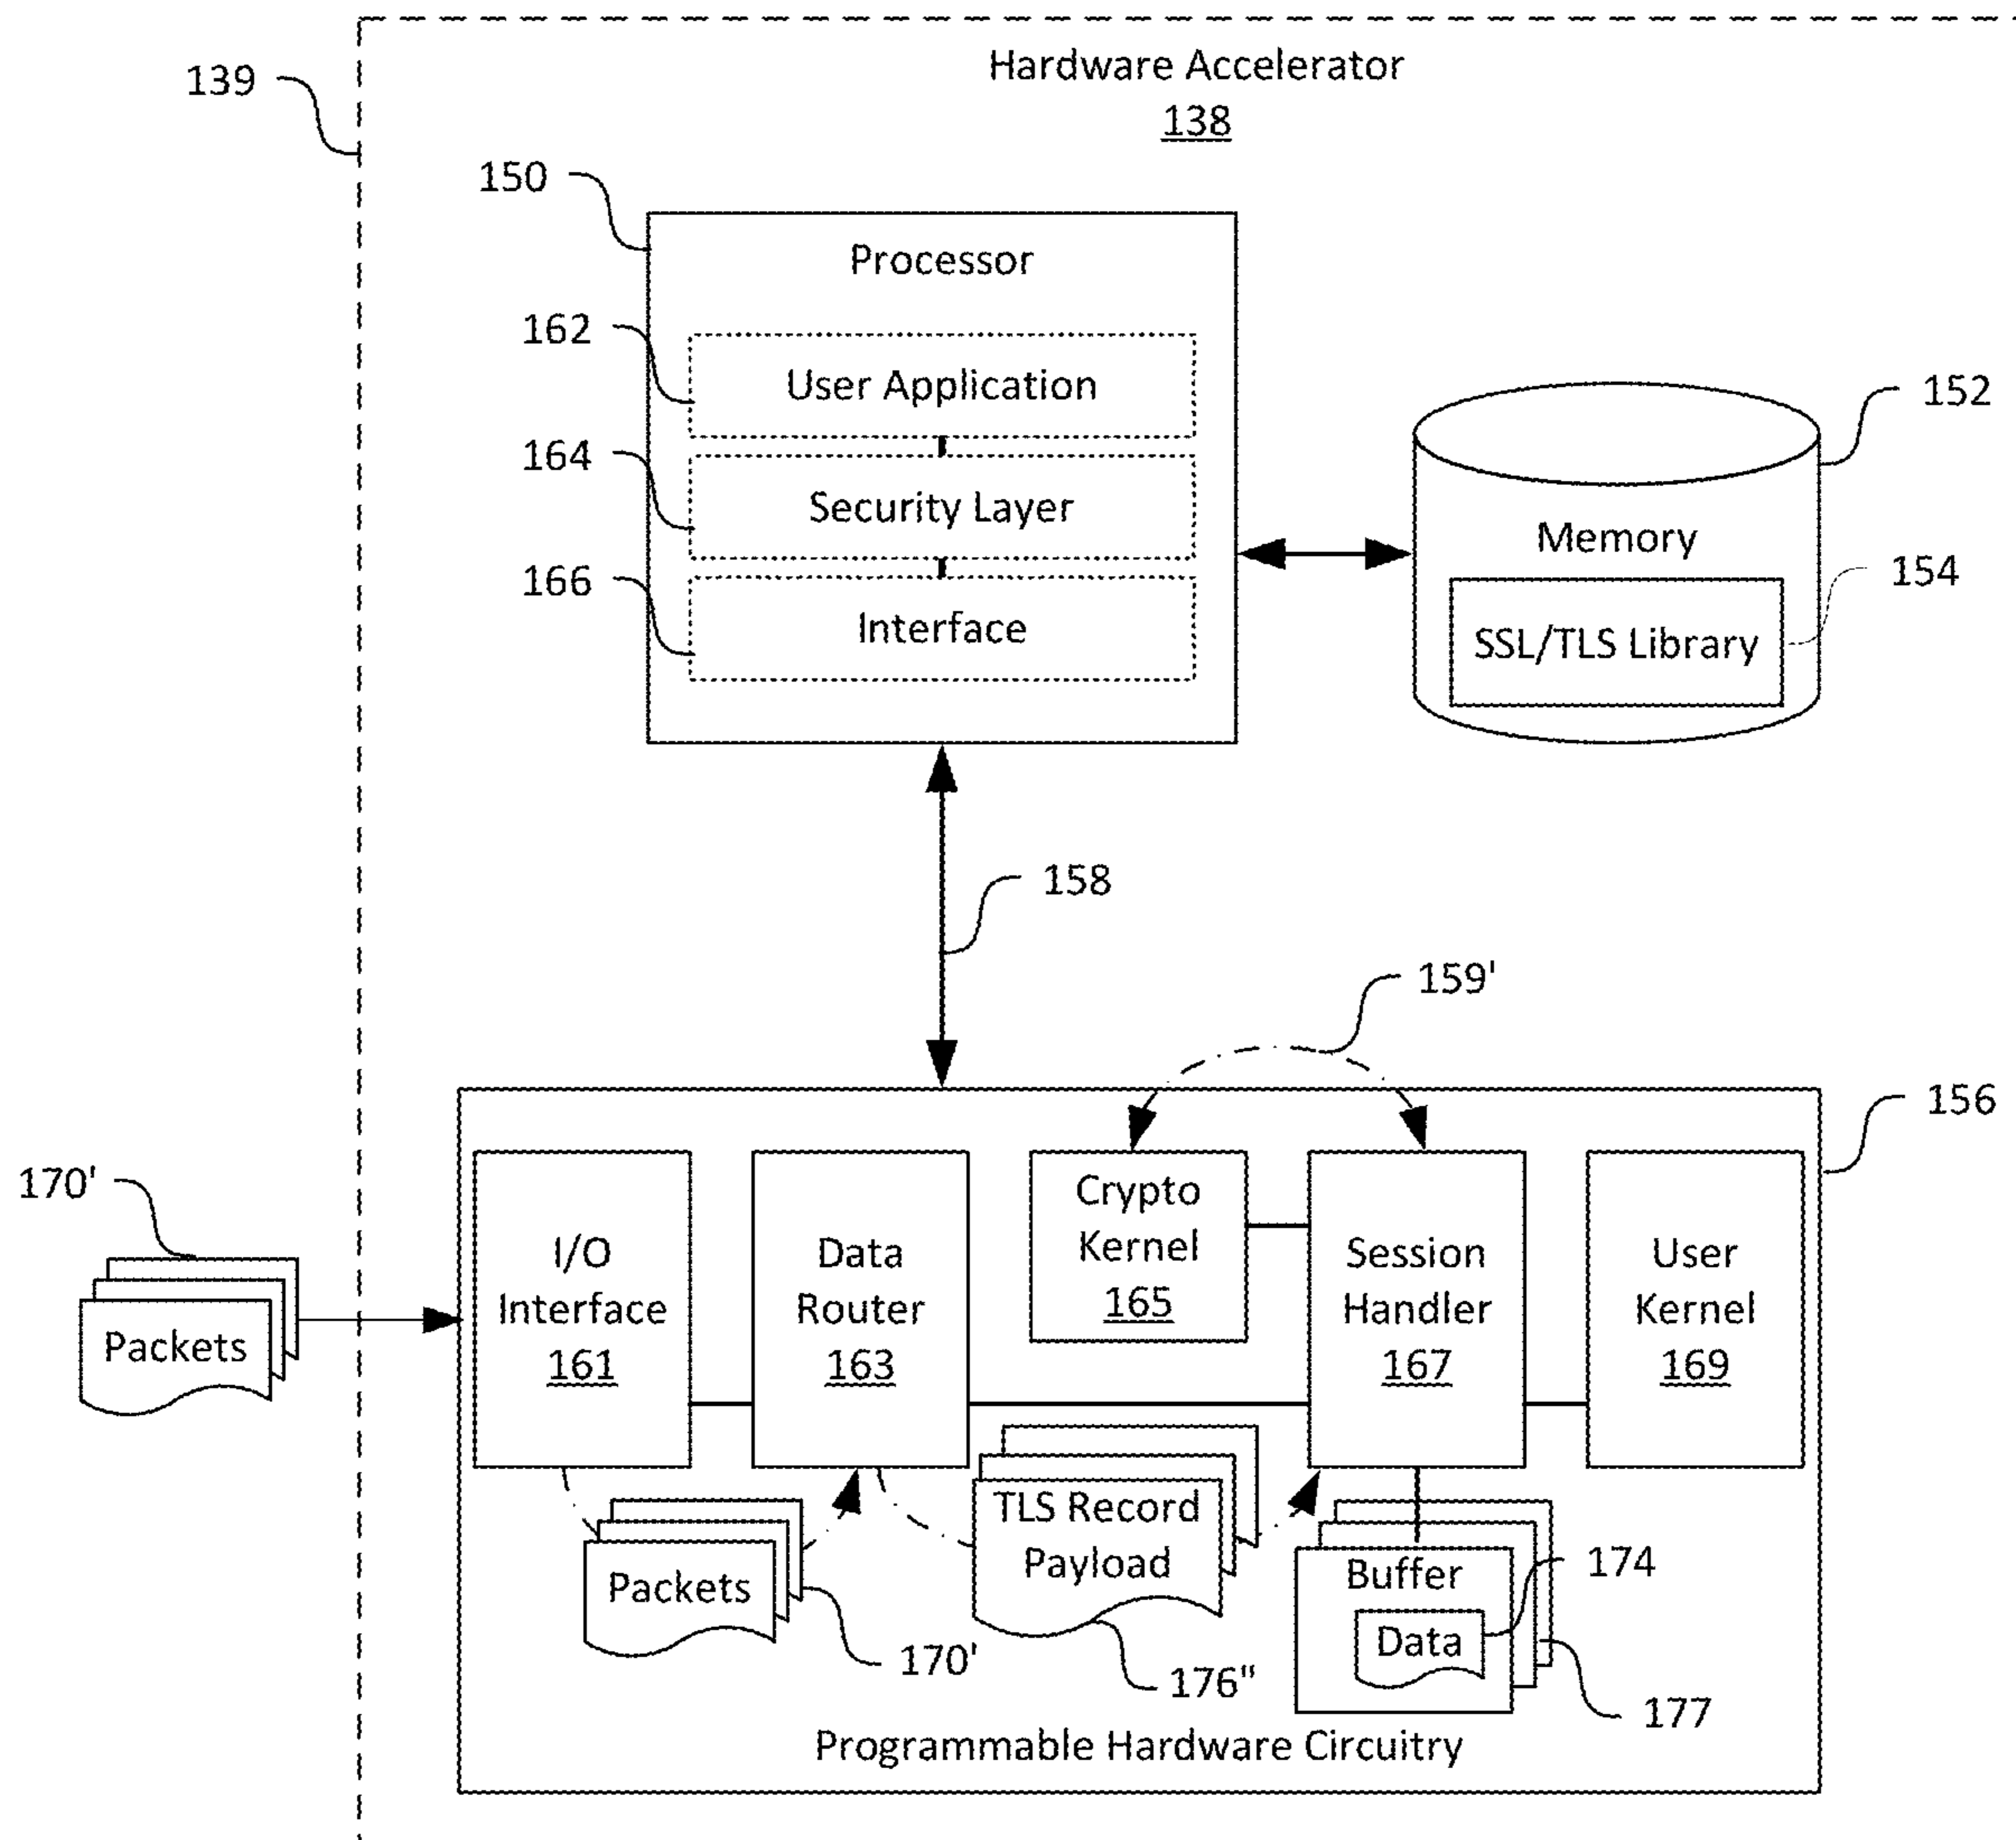 Hardware Accelerator
138
139
150
Processor
162
User Application
164
Security Layer
166
Interface
152
Memory
154
SSL/TLS Library
158
159'
156
170'
Packets
I/O
Interface
161
Data
Router
163
Crypto
Kernel
165
Session
Handler
167
User
Kernel
169
Packets
170'
TLS Record
Payload
176"
Buffer
Data
174
177
Programmable Hardware Circuitry